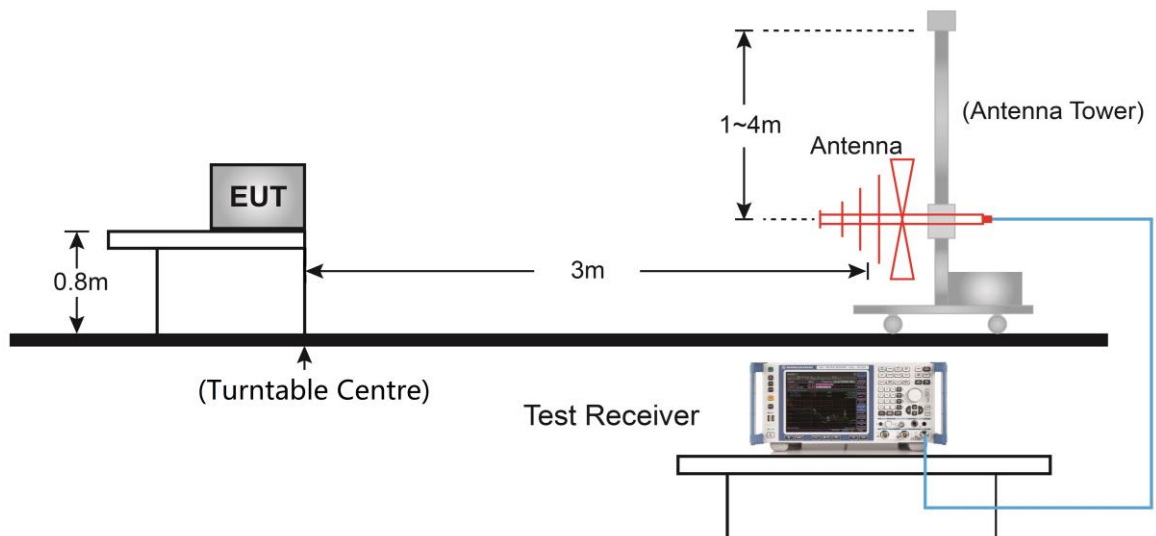 1~4m
(Antenna Tower)
Antenna
EUT
0.8m
3m
(Turntable Centre)
Test Receiver